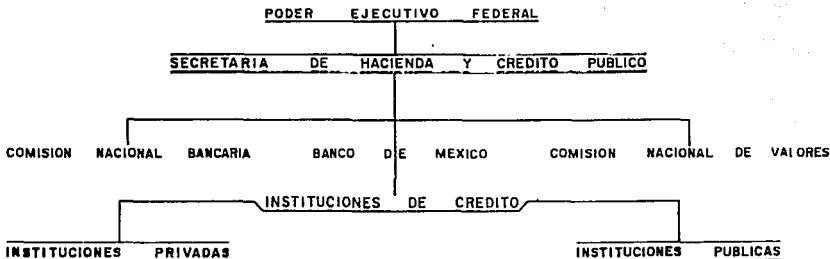 PODER EJECUTIVO FEDERAL
SECRETARIA DE HACIENDA Y CREDITO PUBLICO
COMISION NACIONAL BANCARIA BANCO DE MEXICO COMISION NACIONAL DE VALORES
INSTITUCIONES DE CREDITO
INSTITUCIONES PRIVADAS INSTITUCIONES PUBLICAS